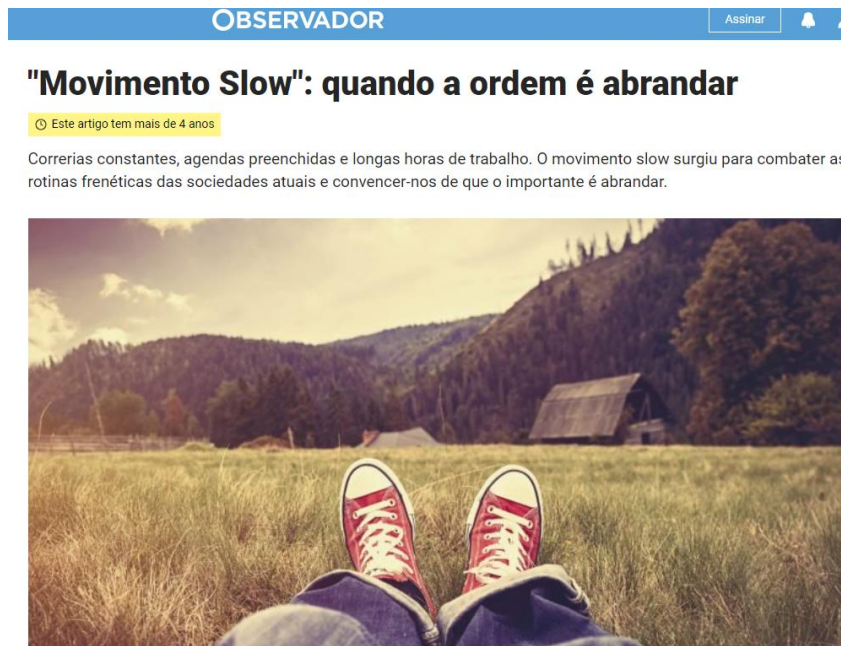 OBSERVADOR
Assinar
"Movimento Slow": quando a ordem é abrandar
Este artigo tem mais de 4 anos
Correrias constantes, agendas preenchidas e longas horas de trabalho. O movimento slow surgiu para combater as
rotinas frenéticas das sociedades atuais e convencer-nos de que o importante é abrandar.